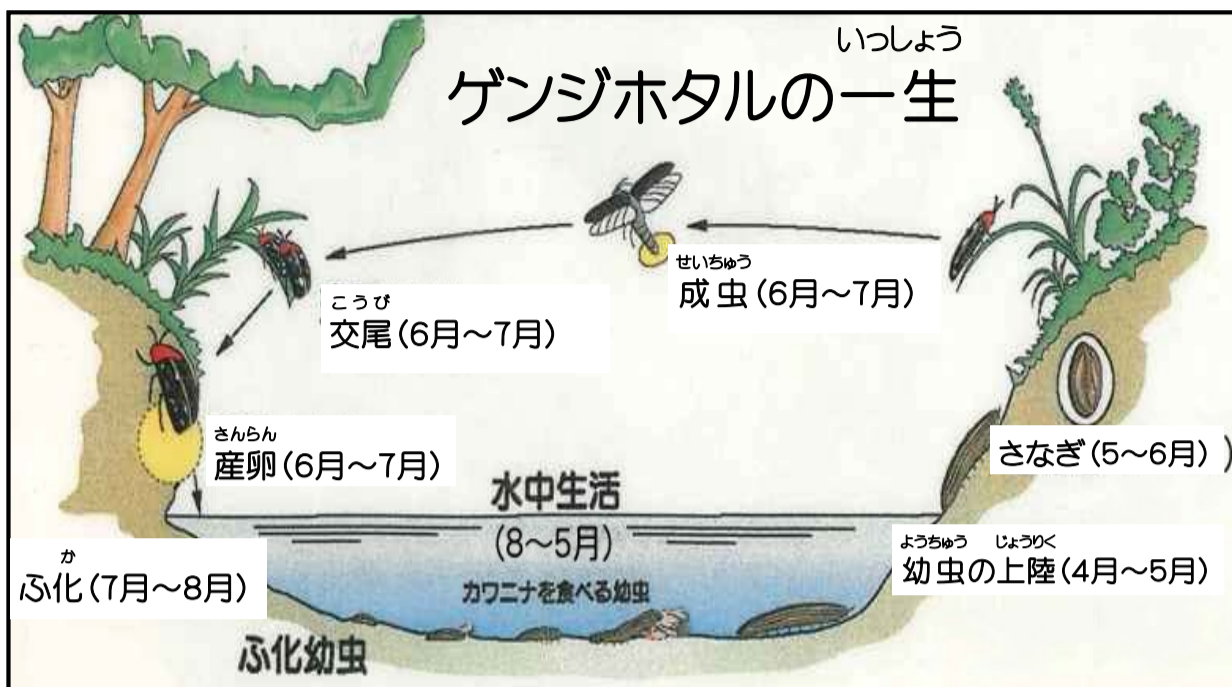 いっしょう
ゲンジホタルの一生
せいちゅう
成虫(6月～7月)
こうび
交尾(6月～7月)
さんらん
産卵(6月～7月)
さなぎ(5～6月))
水中生活
(8～5月)
ようちゅう じょうりく
幼虫の上陸(4月～5月)
か
ふ化(7月～8月)
カワニナを食べる幼虫
ふ化幼虫